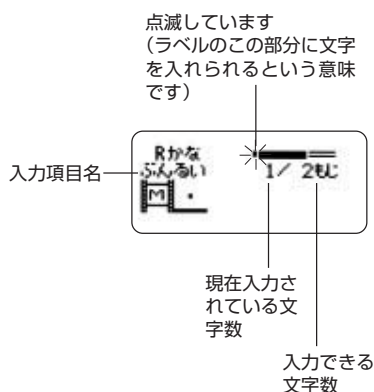 点滅しています
（ラベルのこの部分に文字
を入れられるという意味
です）
Rかな
ぶんるい
1/ 2もじ
M
入力項目名
現在入力さ
れている文
字数
入力できる
文字数